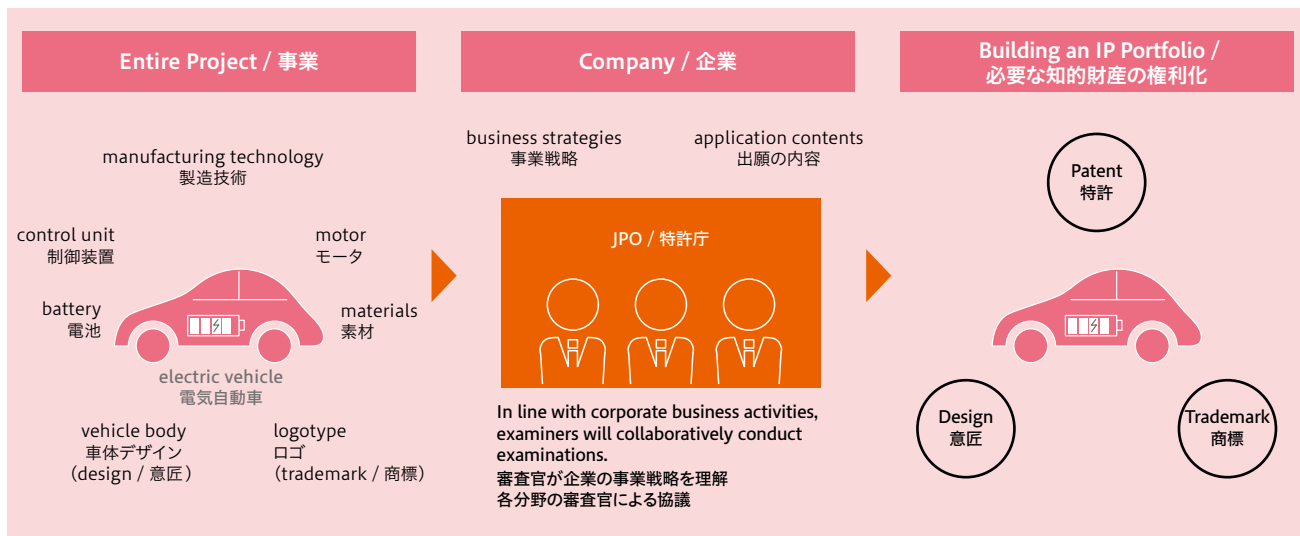 Entire Project / 事業
manufacturing technology
製造技術
control unit
制御装置
motor
モータ
battery
電池
materials
素材
electric vehicle
電気自動車
vehicle body
車体デザイン
(design / 意匠)
logotype
ロゴ
(trademark / 商標)
Company / 企業
business strategies
事業戦略
application contents
出願の内容
JPO / 特許庁
In line with corporate business activities,
examiners will collaboratively conduct
examinations.
審査官が企業の事業戦略を理解
各分野の審査官による協議
Building an IP Portfolio /
必要な知的財産の権利化
Patent
特許
Design
意匠
Trademark
商標